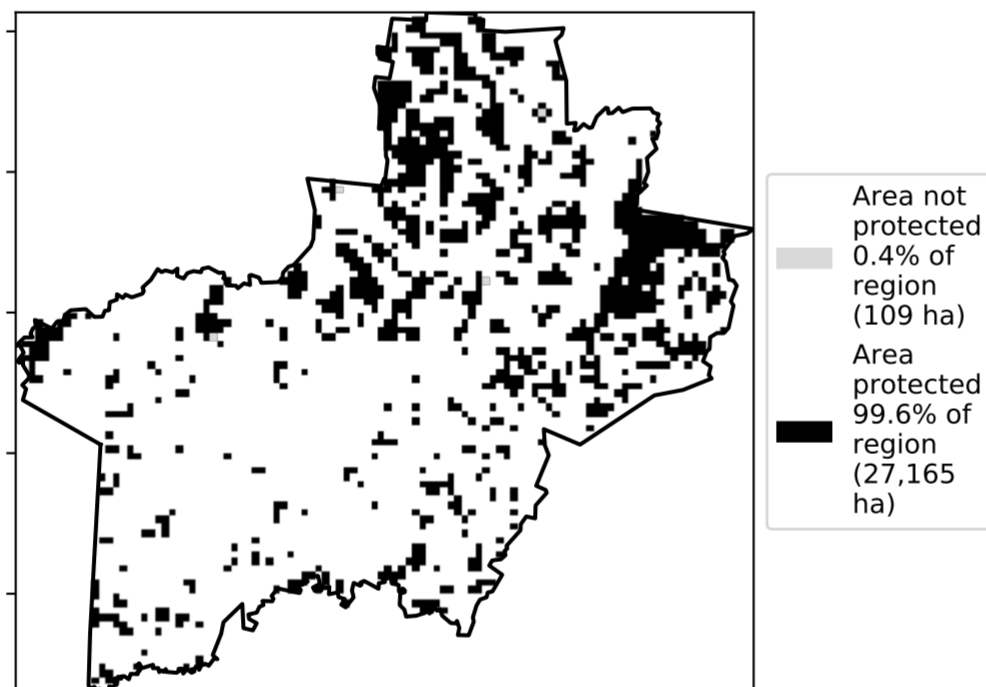 Area not
protected
0.4% of
region
(109 ha)
Area
protected
99.6% of
region
(27,165
ha)